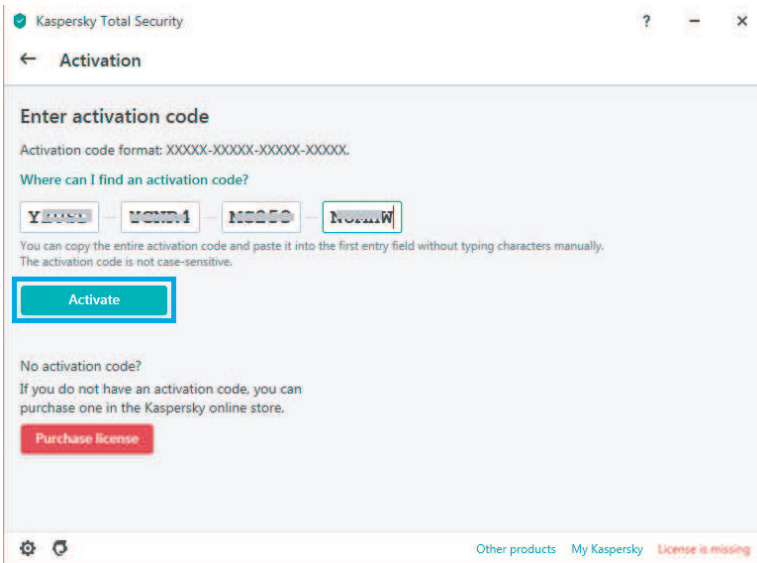 Kaspersky Total Security
?
Activation
Enter activation code
Activation code format: XXXXX-XXXXX-XXXXX-XXXXX.
Where can I find an activation code?
You can copy the entire activation code and paste it into the first entry field without typing characters manually.
The activation code is not case-sensitive.
Activate
No activation code?
If you do not have an activation code, you can
purchase one in the Kaspersky online store.
Purchase license
Other products My Kaspersky License is missing